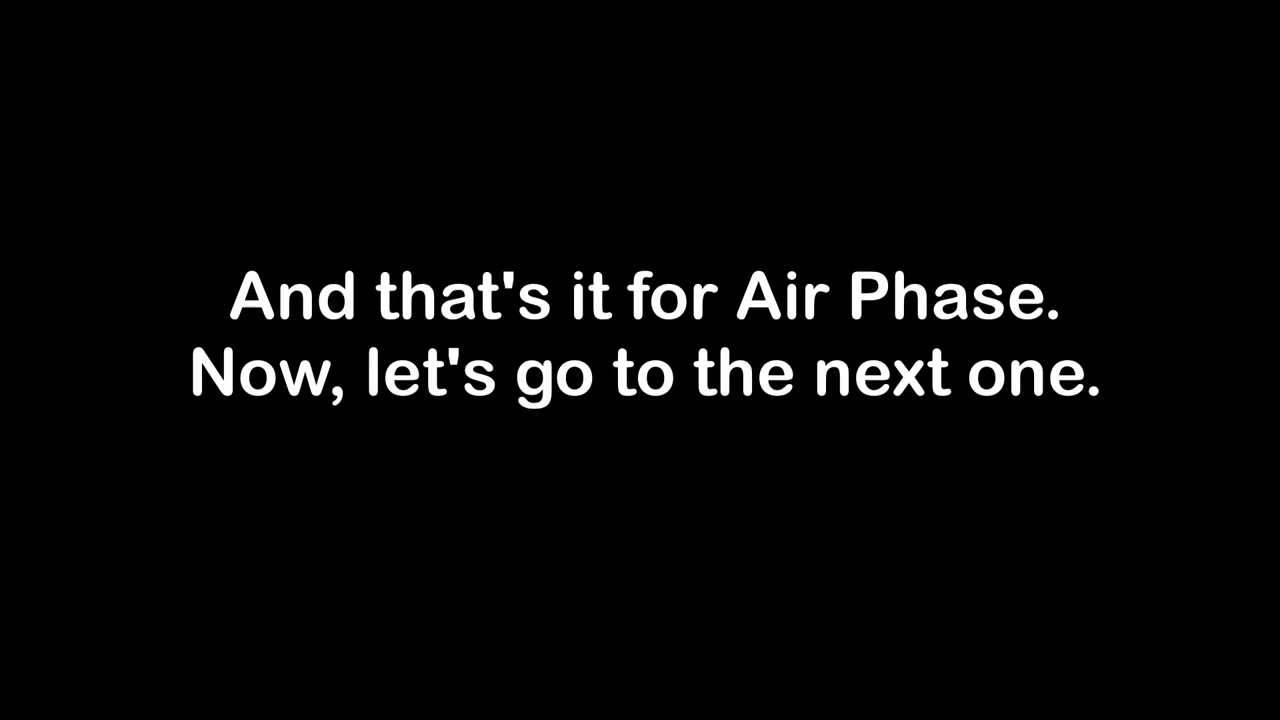 And that's it for Air Phase.
Now, let's go to the next one.